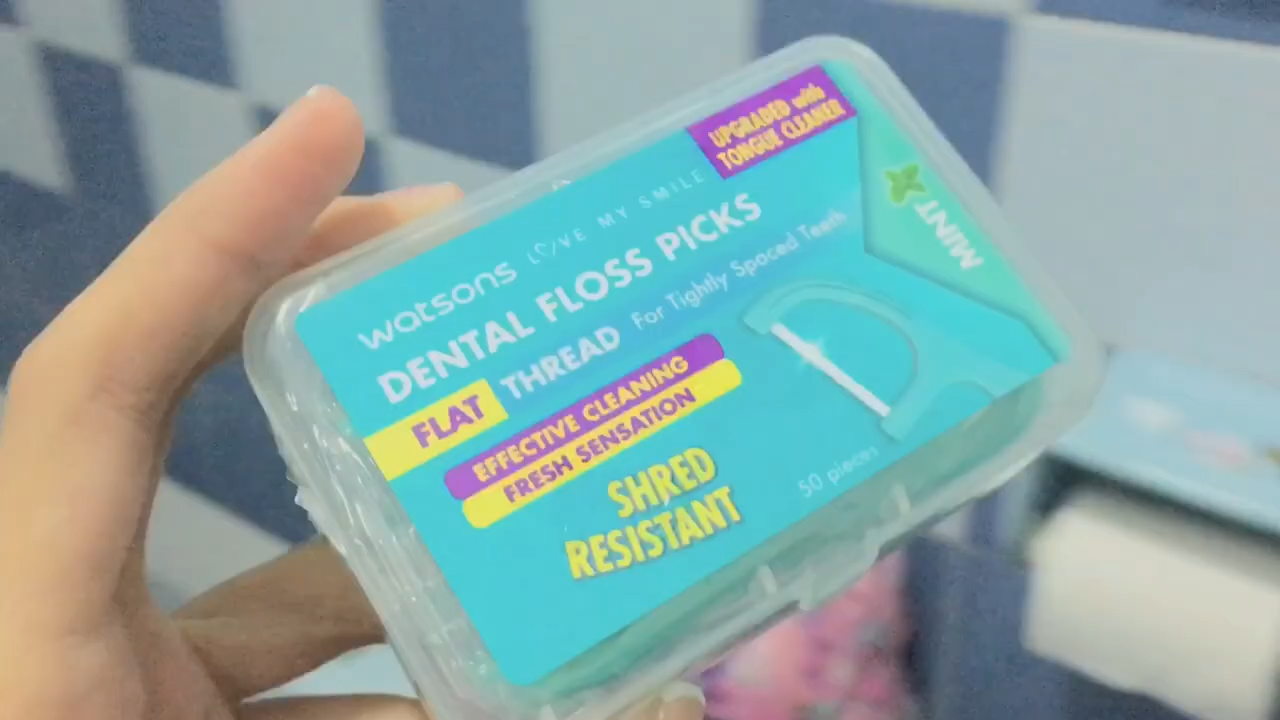 UPGRADED with
TONGUE CLEANER
MINT
watsons LOVE MY SMILE
DENTAL FLOSS PICKS
FLAT THREAD For Tightly Spaced Teeth
EFFECTIVE CLEANING
FRESH SENSATION
SHRED
RESISTANT
50 pieces